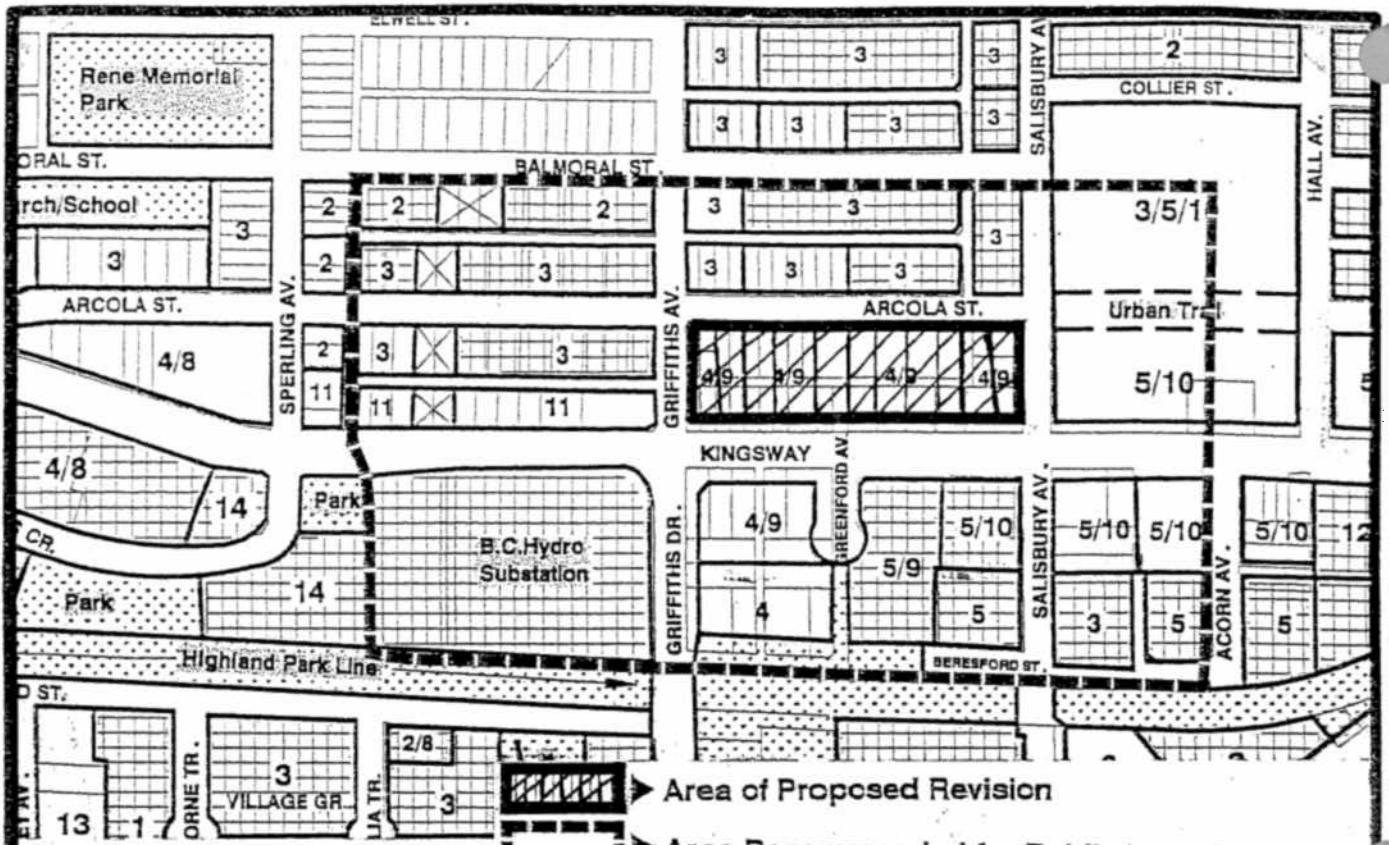 ELWELL ST.
Rene Memorial
Park
3
3
3
SALISBURY AV
2
COLLIER ST.
3
3
3
3
HALL AV.
ORAL ST.
BALMORAL ST.
rch/School
3
2
2
2
3
3
3
3/5/1
3
2
3
3
3
3
3
ARCOLA ST.
SPERLING AV.
GRIFFITHS AV.
ARCOLA ST.
Urban Trail
4/8
2
3
3
4/9
4/9
4/9
4/9
5/10
11
11
11
KINGSWAY
4/8
14
Park
B.C.Hydro
Substation
GRIFFITHS DR.
4/9
GREENFORD AV
5/9
5/10
SALISBURY AV.
5/10
5/10
ACORN AV.
5/10
12
CR.
Park
14
4
5
3
5
5
Highland Park Line
BERESFORD ST.
D ST.
2/8
13
1
ORNE TR.
3
VILLAGE GR
LIA TR.
3
Area of Proposed Revision